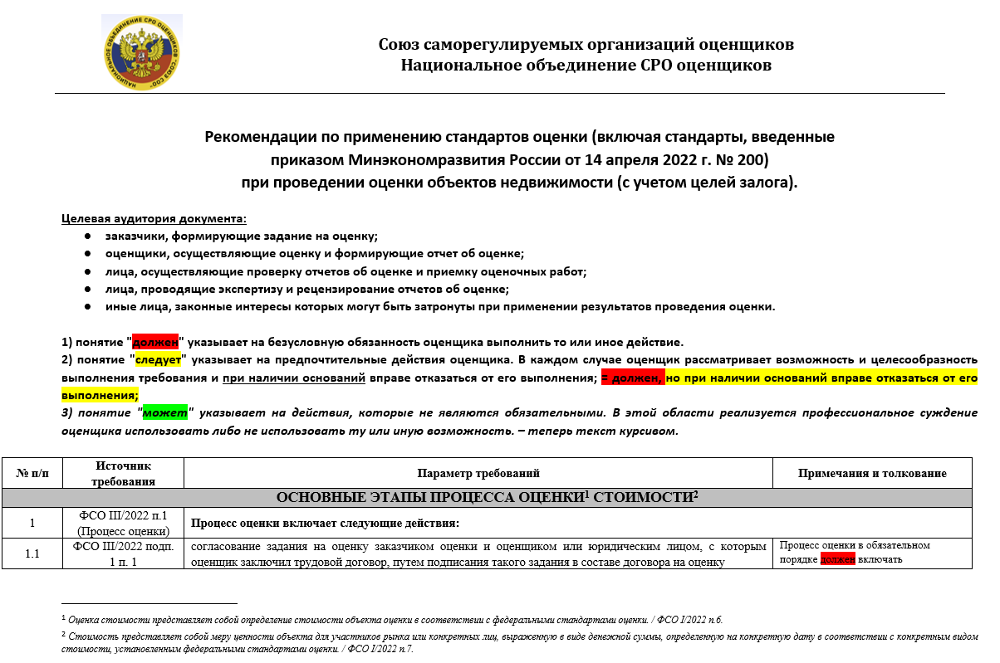 НАЦИОНАЛЬНОЕ ОБЪЕДИНЕНИЕ СРО ОЦЕНЩИКОВ "СОЮЗ СОО"
Союз саморегулируемых организаций оценщиков
Национальное объединение СРО оценщиков
Рекомендации по применению стандартов оценки (включая стандарты, введенные
приказом Минэкономразвития России от 14 апреля 2022 г. № 200)
при проведении оценки объектов недвижимости (с учетом целей залога).
Целевая аудитория документа:
● заказчики, формирующие задание на оценку;
● оценщики, осуществляющие оценку и формирующие отчет об оценке;
● лица, осуществляющие проверку отчетов об оценке и приемку оценочных работ;
● лица, проводящие экспертизу и рецензирование отчетов об оценке;
● иные лица, законные интересы которых могут быть затронуты при применении результатов проведения оценки.
1) понятие "должен" указывает на безусловную обязанность оценщика выполнить то или иное действие.
2) понятие "следует" указывает на предпочтительные действия оценщика. В каждом случае оценщик рассматривает возможность и целесообразность
выполнения требования и при наличии оснований вправе отказаться от его выполнения; = должен, но при наличии оснований вправе отказаться от его
выполнения;
3) понятие "может" указывает на действия, которые не являются обязательными. В этой области реализуется профессиональное суждение
оценщика использовать либо не использовать ту или иную возможность. – теперь текст курсивом.
№ п/п
Источник
требования
Параметр требований
Примечания и толкование
ОСНОВНЫЕ ЭТАПЫ ПРОЦЕССА ОЦЕНКИ¹ СТОИМОСТИ²
1
ФСО III/2022 п.1
(Процесс оценки)
Процесс оценки включает следующие действия:
1.1
ФСО III/2022 подп.
1 п. 1
согласование задания на оценку заказчиком оценки и оценщиком или юридическим лицом, с которым
оценщик заключил трудовой договор, путем подписания такого задания в составе договора на оценку
Процесс оценки в обязательном
порядке должен включать
¹ Оценка стоимости представляет собой определение стоимости объекта оценки в соответствии с федеральными стандартами оценки. / ФСО I/2022 п.6.
² Стоимость представляет собой меру ценности объекта для участников рынка или конкретных лиц, выраженную в виде денежной суммы, определенную на конкретную дату в соответствии с конкретным видом
стоимости, установленным федеральными стандартами оценки. / ФСО I/2022 п.7.